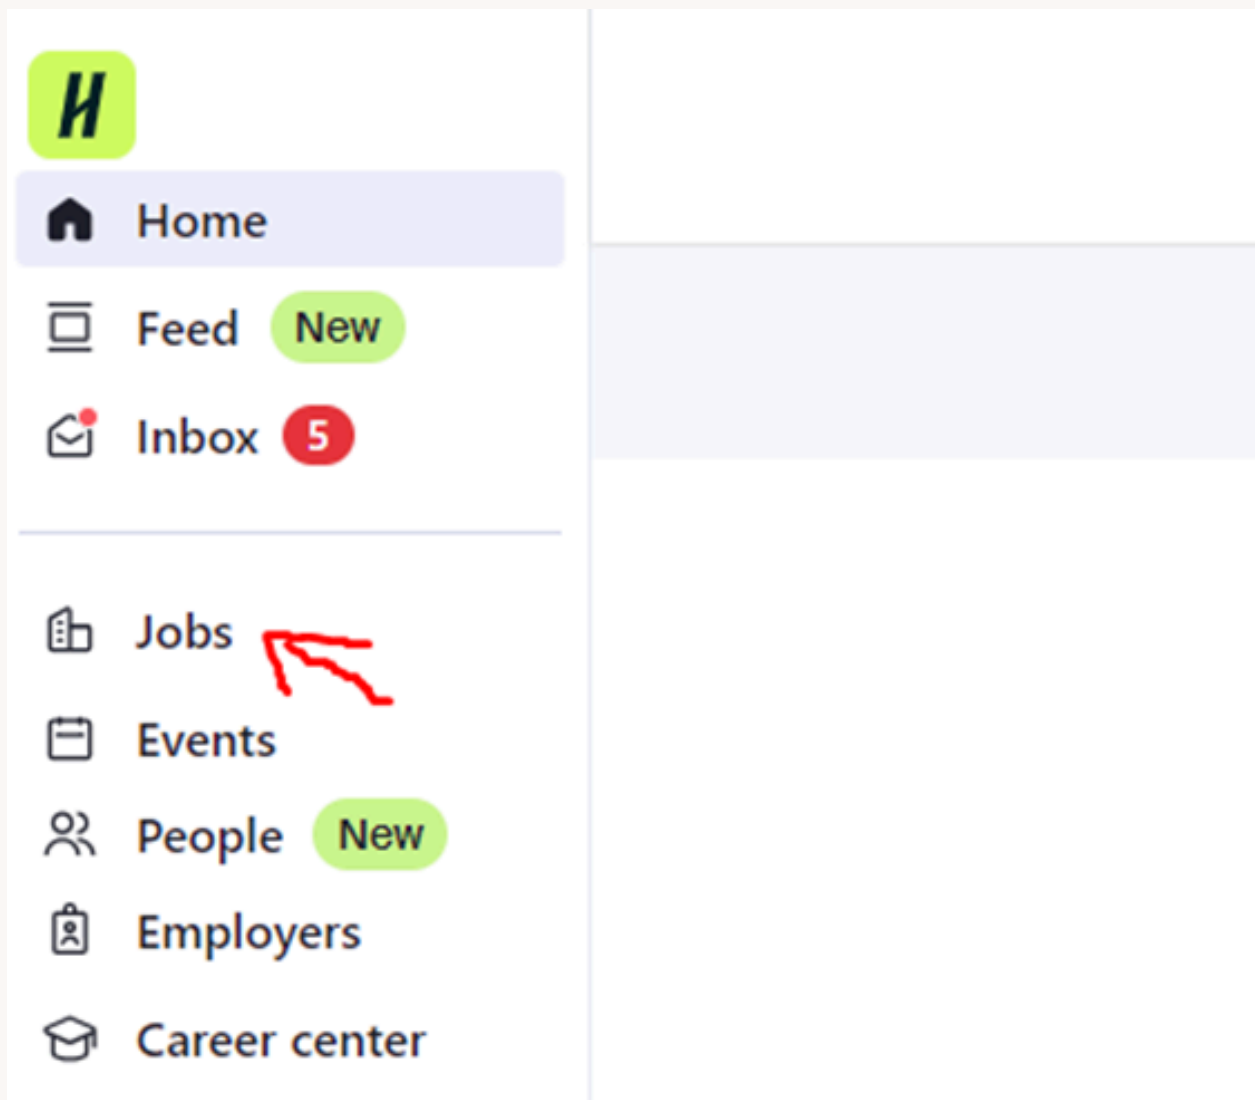 H
Home
Feed New
Inbox 5
Jobs
Events
People New
Employers
Career center